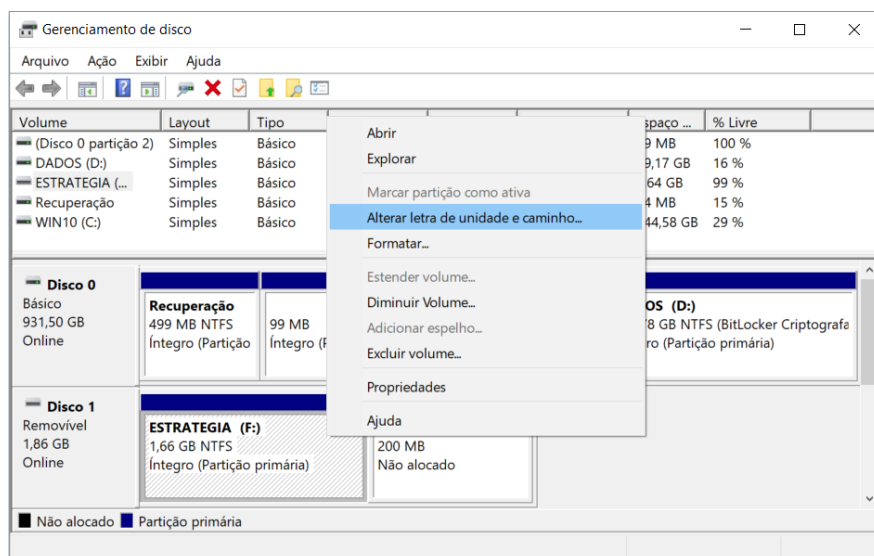 Gerenciamento de disco
Arquivo Ação Exibir Ajuda
Volume Layout Tipo spaço ... % Livre
(Disco 0 partição 2) Simples Básico 9 MB 100 %
DADOS (D:) Simples Básico 9,17 GB 16 %
ESTRATEGIA (... Simples Básico 64 GB 99 %
Recuperação Simples Básico 4 MB 15 %
WIN10 (C:) Simples Básico 44,58 GB 29 %
Abrir
Explorar
Marcar partição como ativa
Alterar letra de unidade e caminho...
Formatar...
Estender volume...
Diminuir Volume...
Adicionar espelho...
Excluir volume...
Propriedades
Ajuda
Disco 0
Básico
931,50 GB
Online
Recuperação
499 MB NTFS
Íntegro (Partição
99 MB
Íntegro (F
OS (D:)
8 GB NTFS (BitLocker Criptografa
ro (Partição primária)
Disco 1
Removível
1,86 GB
Online
ESTRATEGIA (F:)
1,66 GB NTFS
Íntegro (Partição primária)
200 MB
Não alocado
Não alocado Partição primária